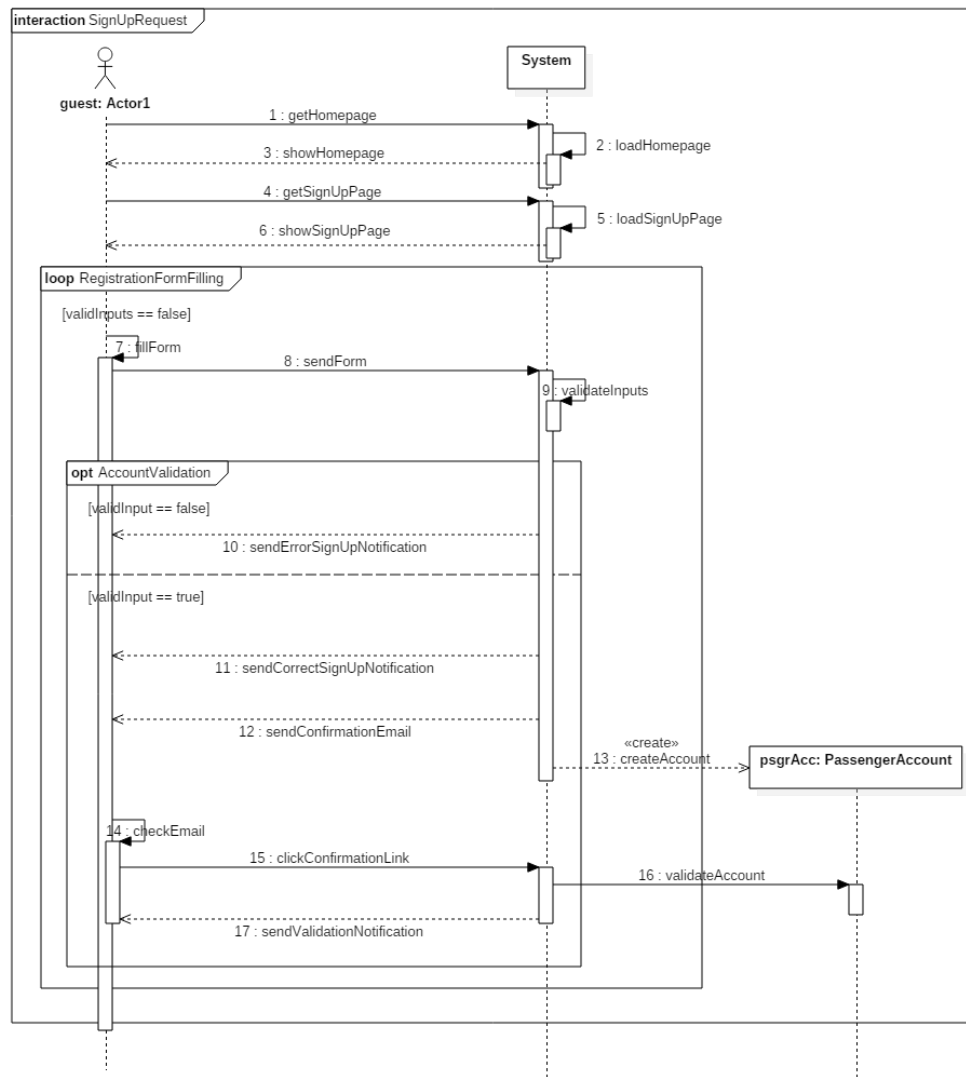 interaction SignUpRequest
System
guest: Actor1
1 : getHomepage
2 : loadHomepage
3 : showHomepage
4 : getSignUpPage
5 : loadSignUpPage
6 : showSignUpPage
loop RegistrationFormFilling
[validInputs == false]
7 : fillForm
8 : sendForm
9 : validateInputs
opt AccountValidation
[validInput == false]
10 : sendErrorSignUpNotification
[validInput == true]
11 : sendCorrectSignUpNotification
12 : sendConfirmationEmail
«create»
13 : createAccount
psgrAcc: PassengerAccount
14 : checkEmail
15 : clickConfirmationLink
16 : validateAccount
17 : sendValidationNotification